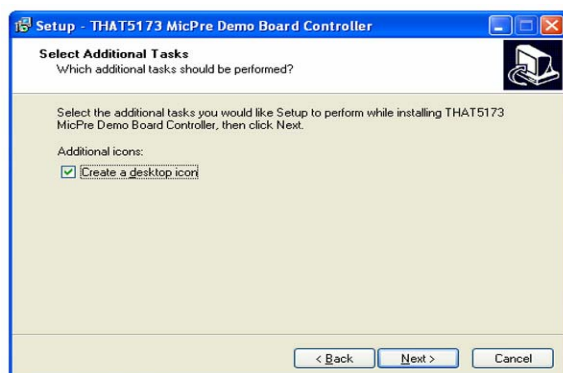 Setup - THAT5173 MicPre Demo Board Controller
Select Additional Tasks
Which additional tasks should be performed?
Select the additional tasks you would like Setup to perform while installing THAT5173
MicPre Demo Board Controller, then click Next.
Additional icons:
Create a desktop icon
< Back Next > Cancel